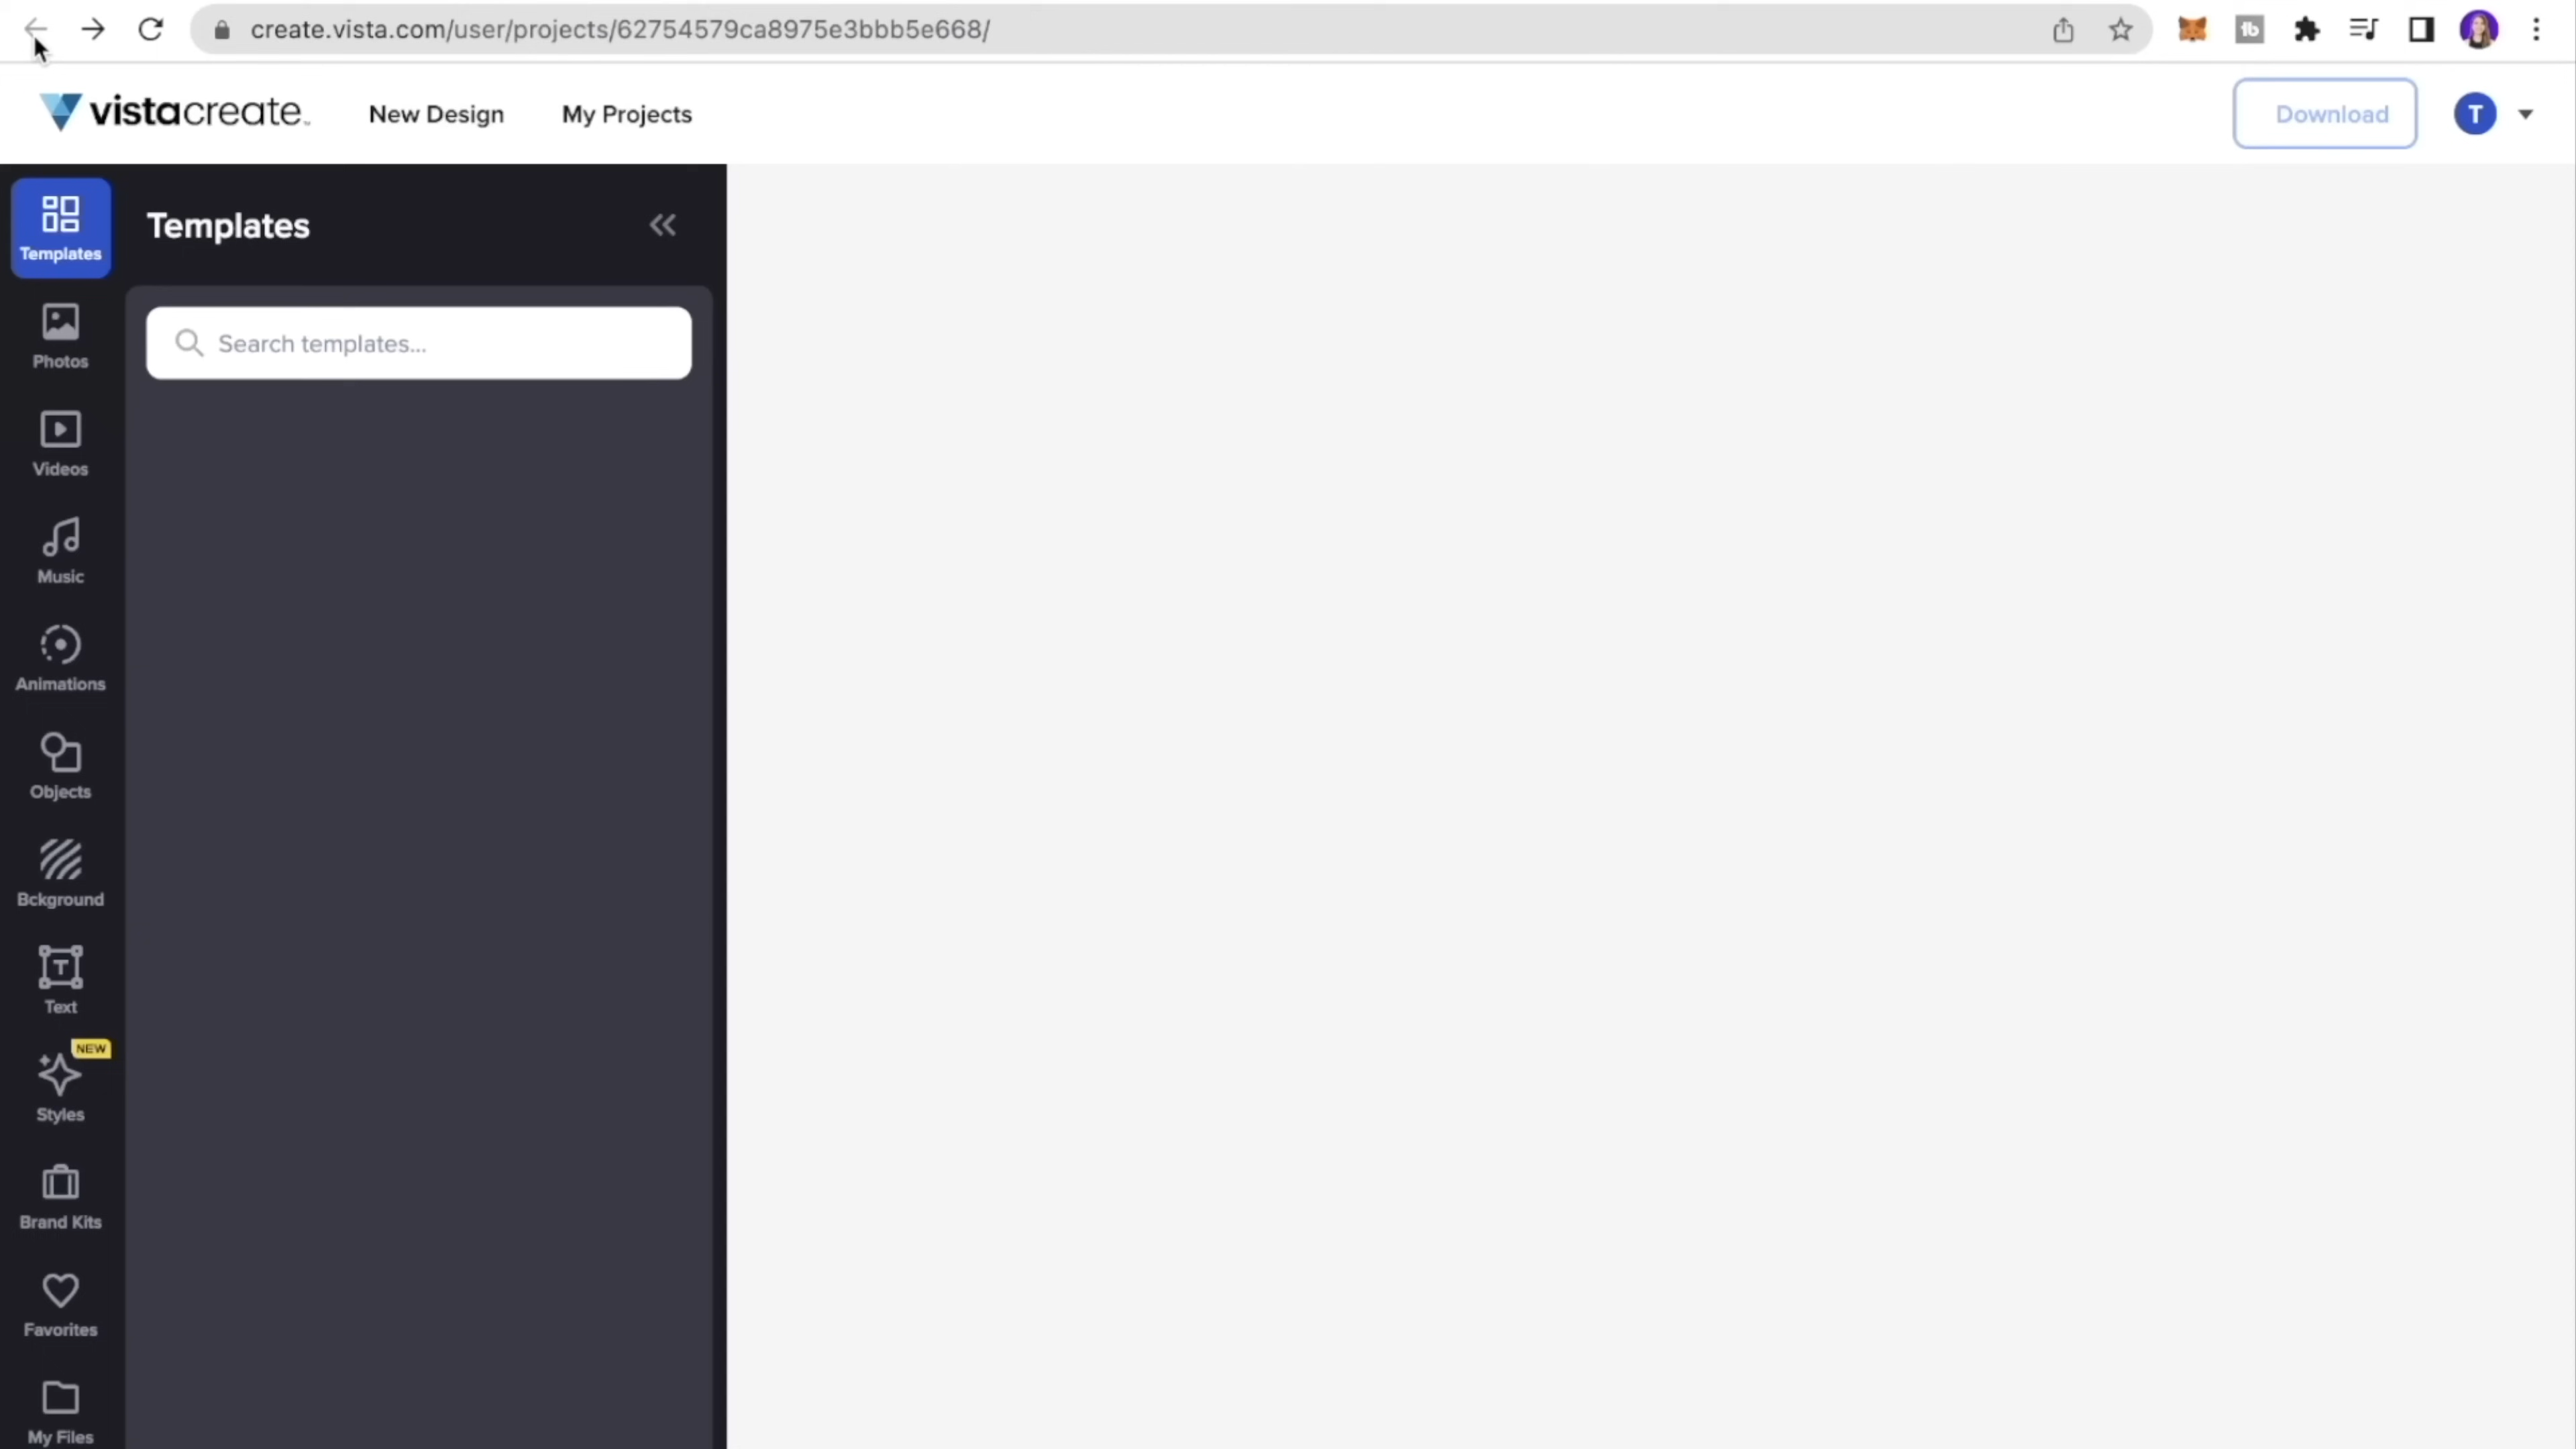 create.vista.com/user/projects/62754579ca8975e3bbb5e668/
tb
vistacreate
New Design
My Projects
Download
T
Templates
Templates
Search templates...
Photos
Videos
Music
Animations
Objects
Bckground
Text
NEW
Styles
Brand Kits
Favorites
My Files